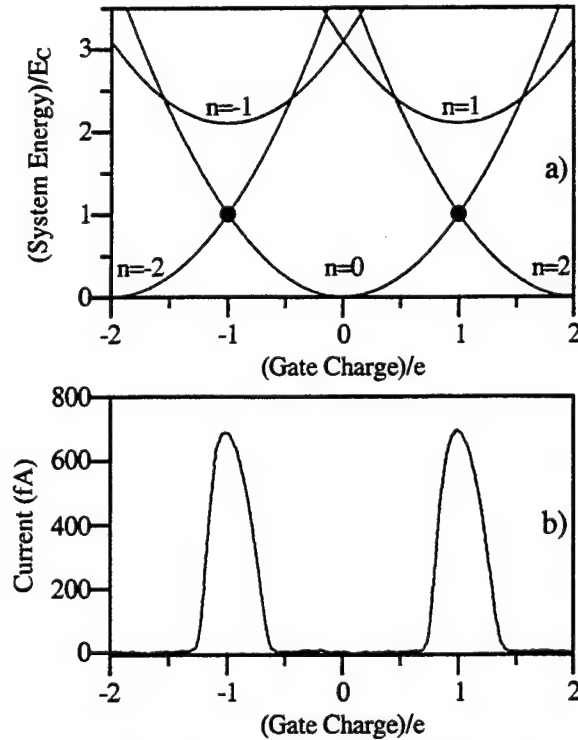 3
2
1
0
(System Energy)/EC
n=-1
n=1
a)
n=-2
n=0
n=2
-2 -1 0 1 2
(Gate Charge)/e
800
600
400
200
0
Current (fA)
b)
-2 -1 0 1 2
(Gate Charge)/e